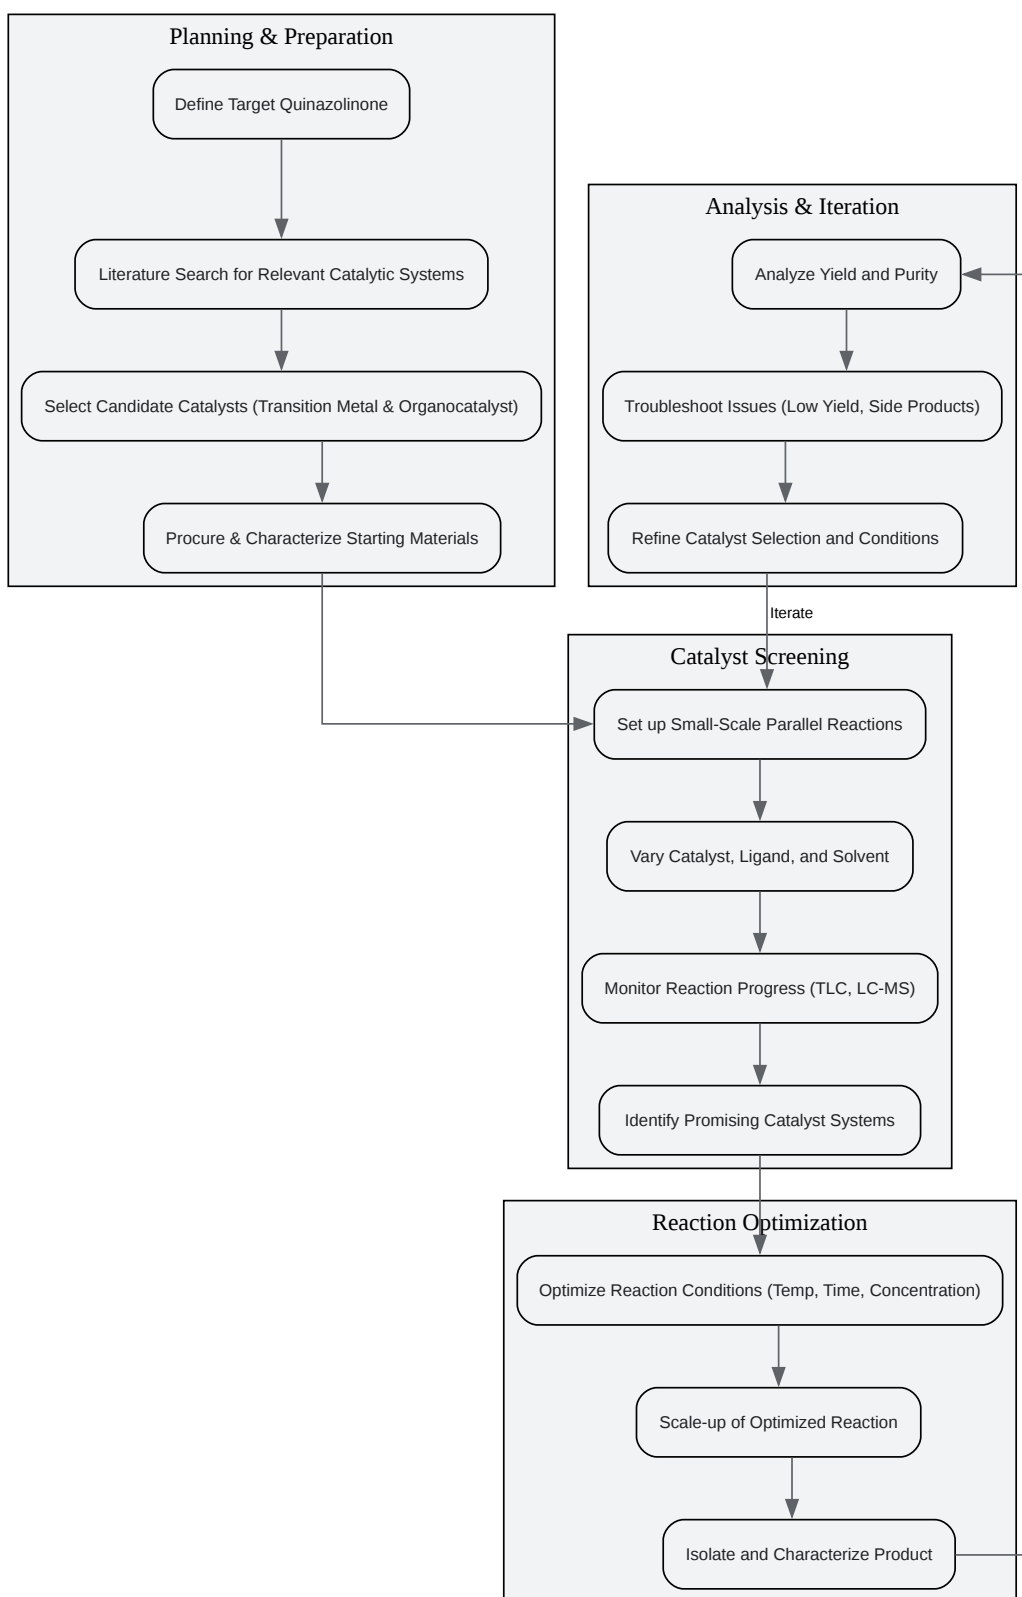 Planning & Preparation
Define Target Quinazolinone
Literature Search for Relevant Catalytic Systems
Select Candidate Catalysts (Transition Metal & Organocatalyst)
Procure & Characterize Starting Materials
Analysis & Iteration
Analyze Yield and Purity
Troubleshoot Issues (Low Yield, Side Products)
Refine Catalyst Selection and Conditions
Iterate
Catalyst Screening
Set up Small-Scale Parallel Reactions
Vary Catalyst, Ligand, and Solvent
Monitor Reaction Progress (TLC, LC-MS)
Identify Promising Catalyst Systems
Reaction Optimization
Optimize Reaction Conditions (Temp, Time, Concentration)
Scale-up of Optimized Reaction
Isolate and Characterize Product